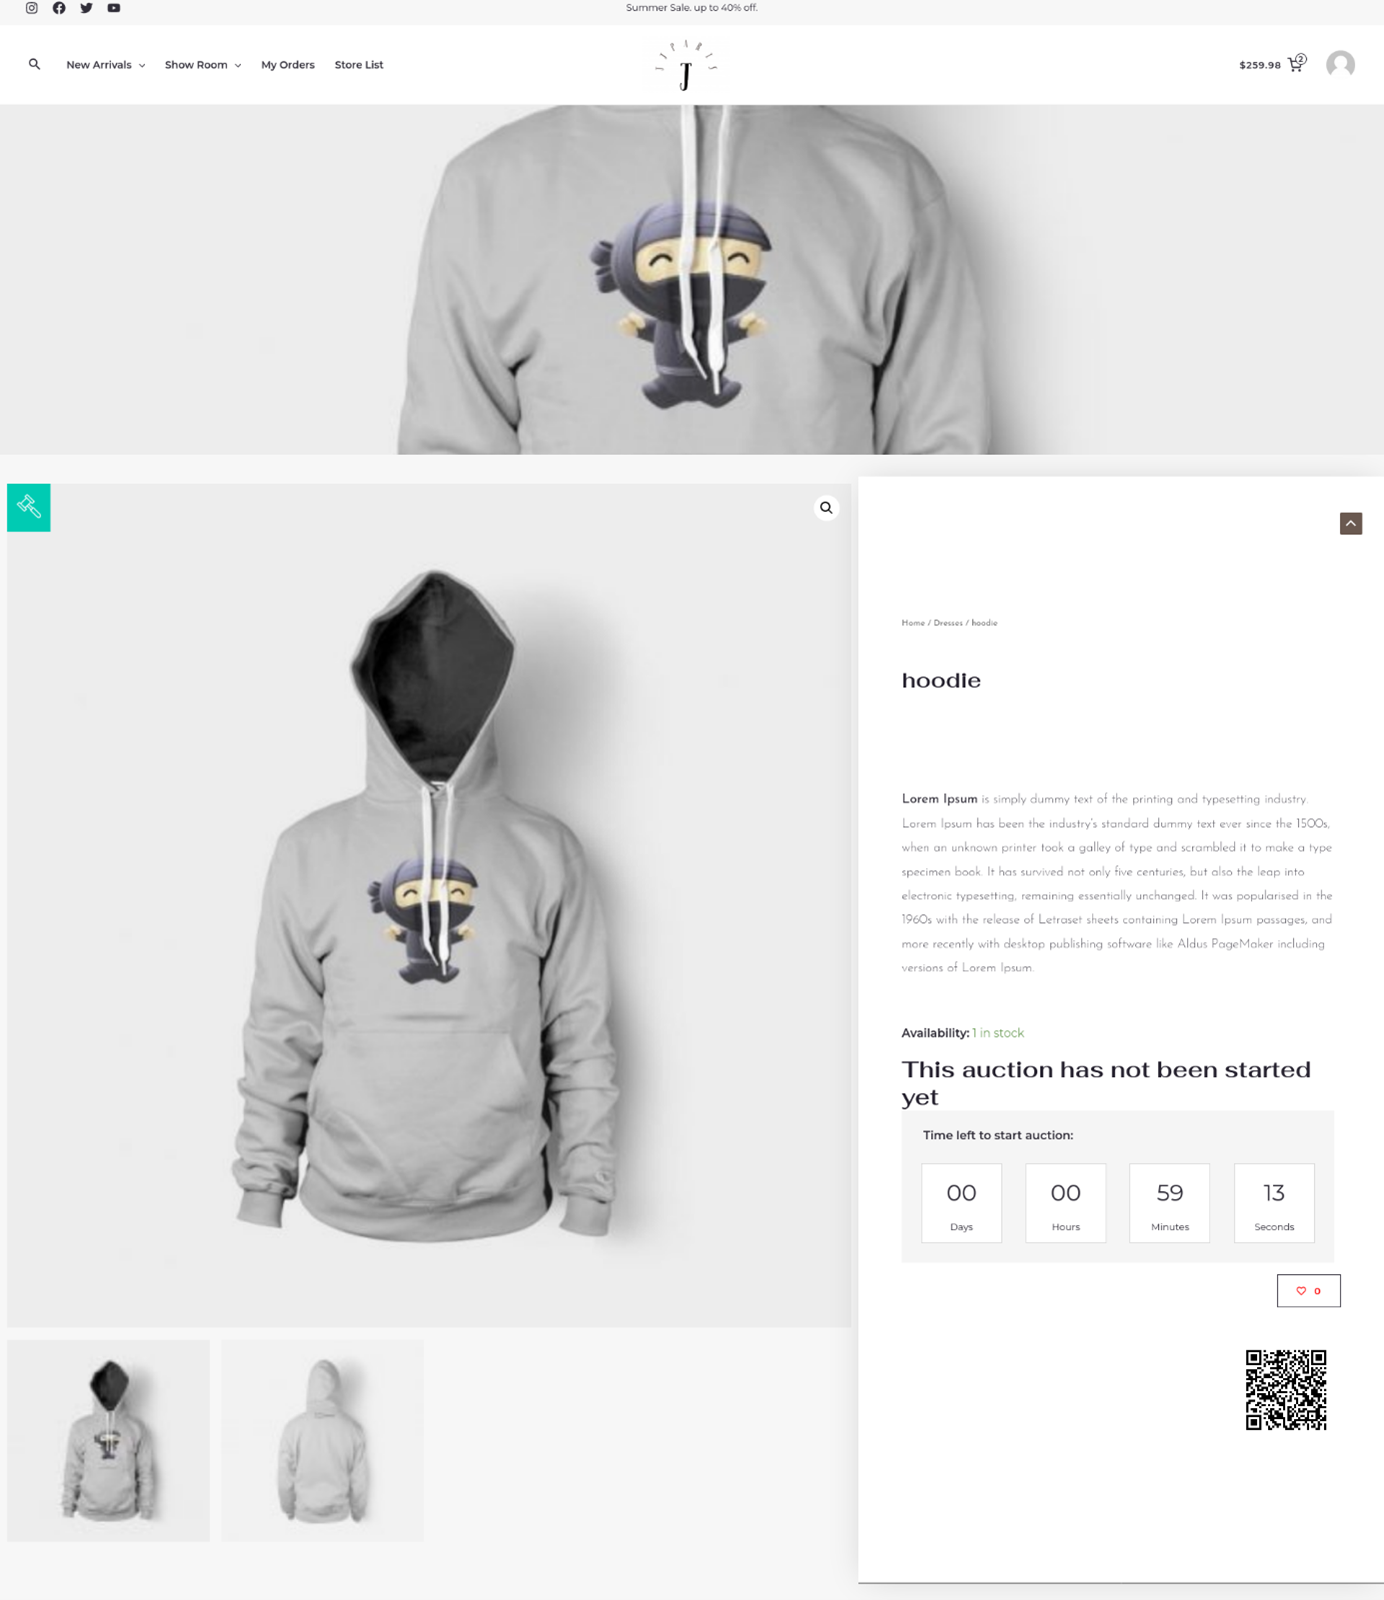 Summer Sale. up to 40% off.
New Arrivals
Show Room
My Orders
Store List
J
$259.98
2
Home / Dresses / hoodie
hoodie
Lorem Ipsum is simply dummy text of the printing and typesetting industry.
Lorem Ipsum has been the industry's standard dummy text ever since the 1500s,
when an unknown printer took a galley of type and scrambled it to make a type
specimen book. It has survived not only five centuries, but also the leap into
electronic typesetting, remaining essentially unchanged. It was popularised in the
1960s with the release of Letraset sheets containing Lorem Ipsum passages, and
more recently with desktop publishing software like Aldus PageMaker including
versions of Lorem Ipsum.
Availability: 1 in stock
This auction has not been started
yet
Time left to start auction:
00 00 59 13
Days Hours Minutes Seconds
0